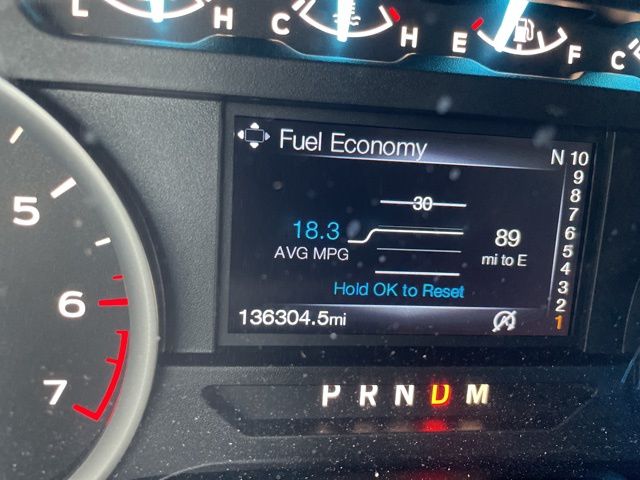 L H C H E F C
Fuel Economy
N 10
9
8
7
6
5
4
3
2
1
30
18.3
AVG MPG
89
mi to E
Hold OK to Reset
136304.5mi
5
6
7
P R N D M